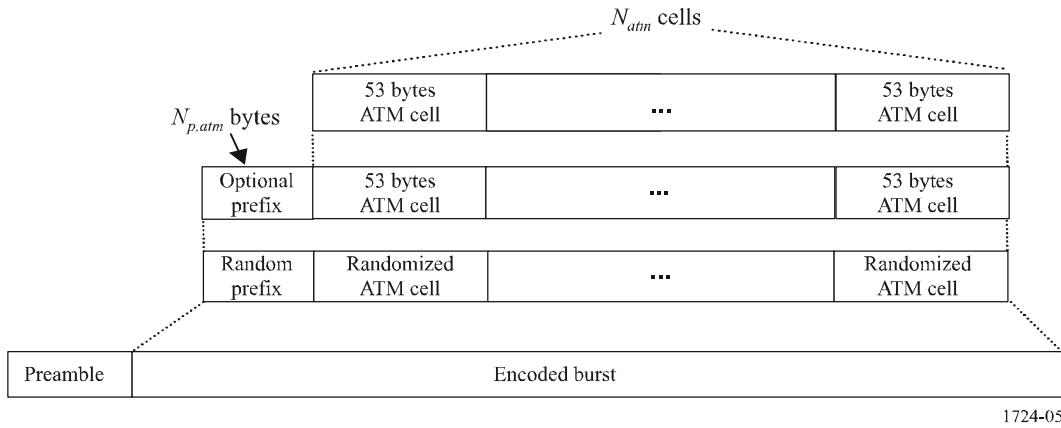 N_atm cells
53 bytes
ATM cell
...
53 bytes
ATM cell
N_p,atm bytes
Optional
prefix
53 bytes
ATM cell
...
53 bytes
ATM cell
Random
prefix
Randomized
ATM cell
...
Randomized
ATM cell
Preamble
Encoded burst
1724-05